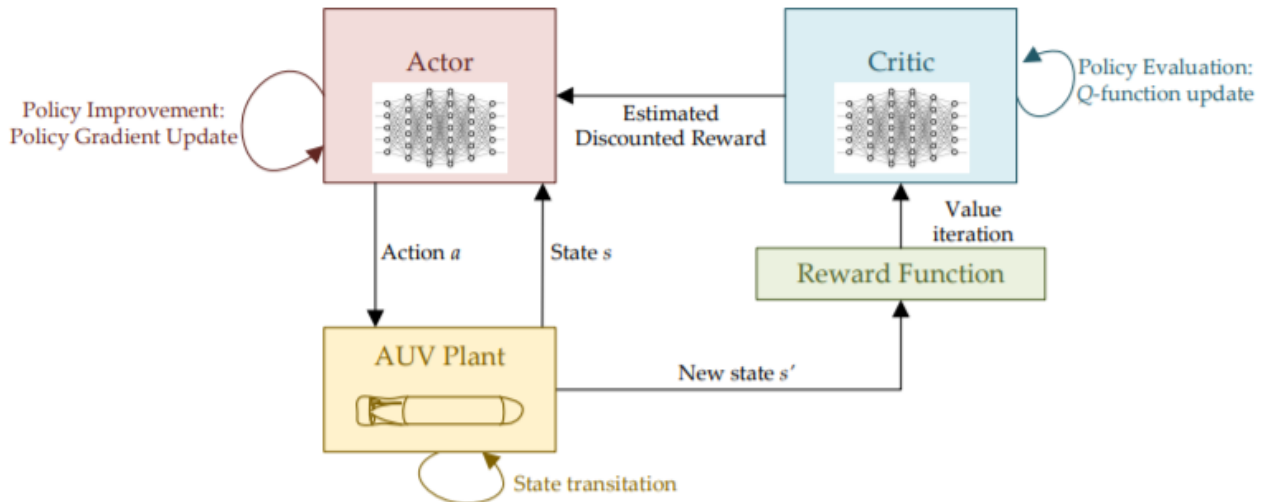 Actor
Critic
Policy Improvement:
Policy Gradient Update
Estimated
Discounted Reward
Policy Evaluation:
Q-function update
Action a
State s
Value
iteration
Reward Function
AUV Plant
New state s'
State transitation